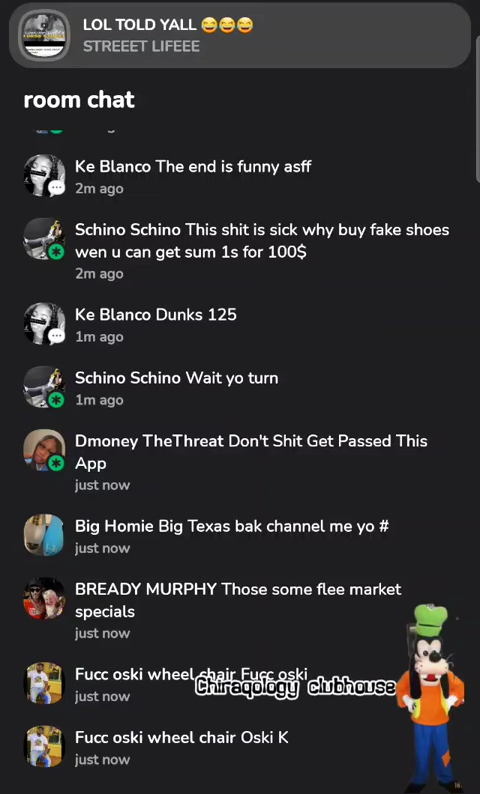 LOL TOLD YALL 😂😂😂
STREEET LIFEEE
room chat
Ke Blanco The end is funny asff
2m ago
Schino Schino This shit is sick why buy fake shoes
wen u can get sum 1s for 100$
2m ago
Ke Blanco Dunks 125
1m ago
Schino Schino Wait yo turn
1m ago
Dmoney TheThreat Don't Shit Get Passed This
App
just now
Big Homie Big Texas bak channel me yo #
just now
BREADY MURPHY Those some flee market
specials
just now
Fucc oski wheel chair Fucc oski
just now
Chiraqology clubhouse
Fucc oski wheel chair Oski K
just now